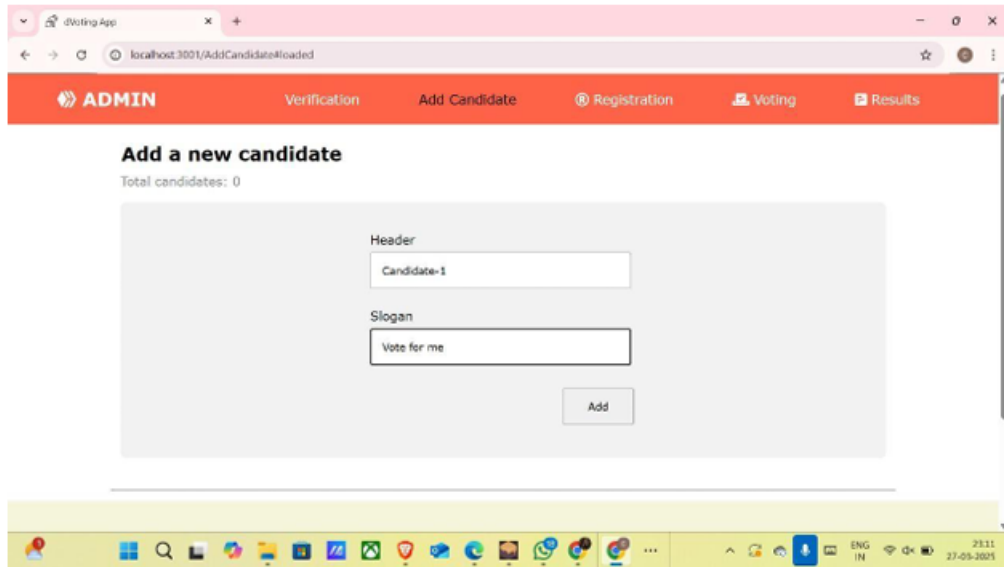 dVoting App
localhost:3001/AddCandidate#loaded
ADMIN Verification Add Candidate Registration Voting Results
Add a new candidate
Total candidates: 0
Header
Candidate-1
Slogan
Vote for me
Add
ENG 23:11
IN 27-05-2025